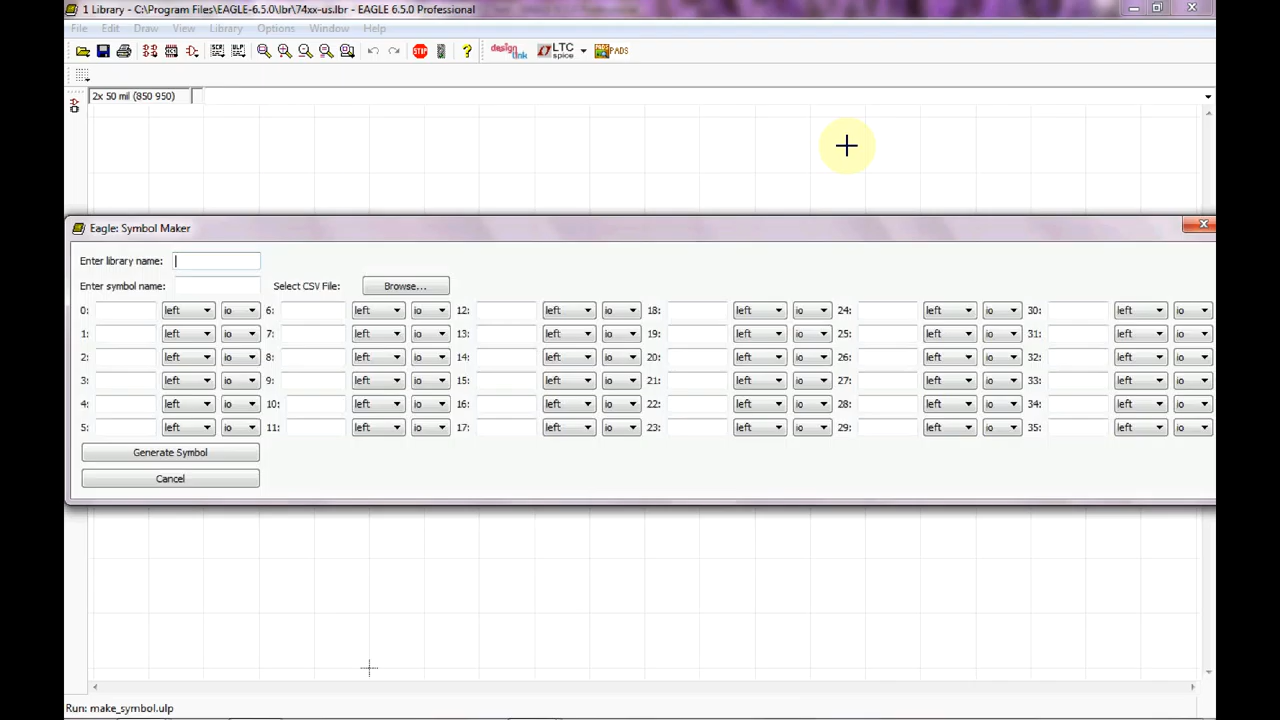 1 Library - C:\Program Files\EAGLE-6.5.0\lbr\74xx-us.lbr - EAGLE 6.5.0 Professional
File Edit Draw View Library Options Window Help
STOP ? design link LTC spice PADS PADS
2x 50 mil (850 950)
Eagle: Symbol Maker
Enter library name:
Enter symbol name: Select CSV File: Browse...
0: left io 6: left io 12: left io 18: left io 24: left io 30: left io
1: left io 7: left io 13: left io 19: left io 25: left io 31: left io
2: left io 8: left io 14: left io 20: left io 26: left io 32: left io
3: left io 9: left io 15: left io 21: left io 27: left io 33: left io
4: left io 10: left io 16: left io 22: left io 28: left io 34: left io
5: left io 11: left io 17: left io 23: left io 29: left io 35: left io
Generate Symbol
Cancel
Run: make_symbol.ulp